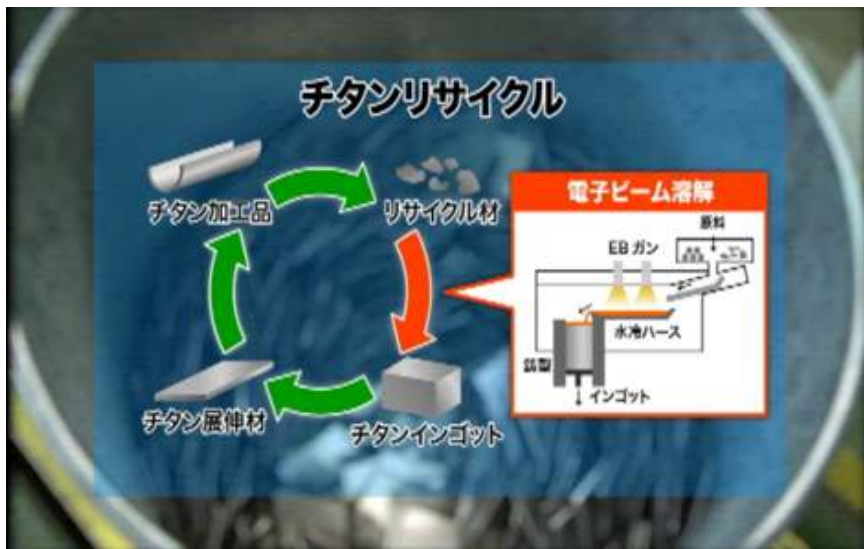 チタンリサイクル
チタン加工品
リサイクル材
チタン展伸材
チタンインゴット
電子ビーム溶解
原料
EBガン
水冷ハース
鋳型
インゴット